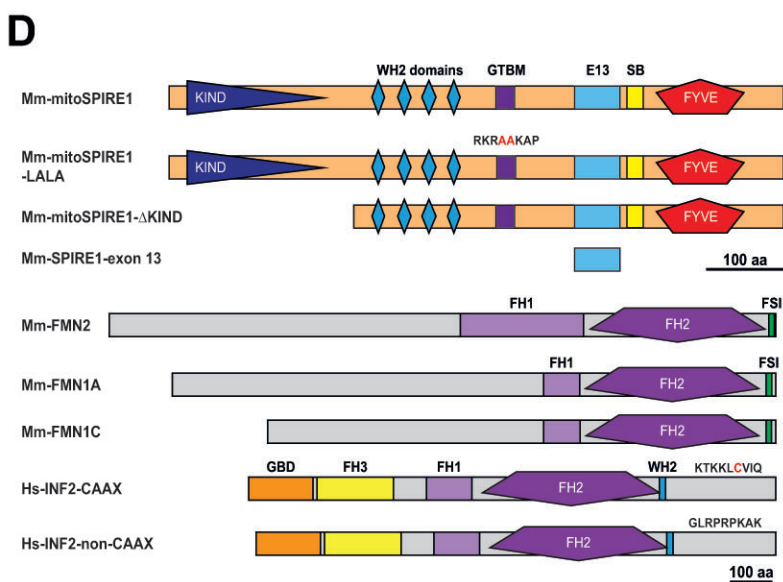 D
WH2 domains GTBM E13 SB
Mm-mitoSPIRE1 KIND FYVE
RKRAAKAP
Mm-mitoSPIRE1
-LALA KIND FYVE
Mm-mitoSPIRE1-ΔKIND FYVE
Mm-SPIRE1-exon 13
100 aa
FH1 FSI
Mm-FMN2 FH2
FH1 FSI
Mm-FMN1A FH2
Mm-FMN1C FH2
GBD FH3 FH1 WH2 KTKKLCVIQ
Hs-INF2-CAAX FH2
GLRPRPKAK
Hs-INF2-non-CAAX FH2
100 aa